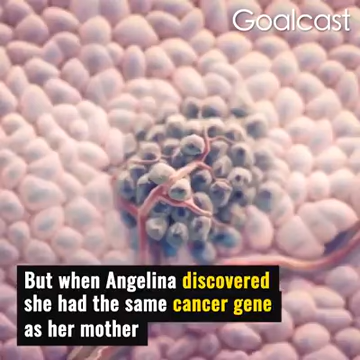 Goalcast
But when Angelina discovered
she had the same cancer gene
as her mother